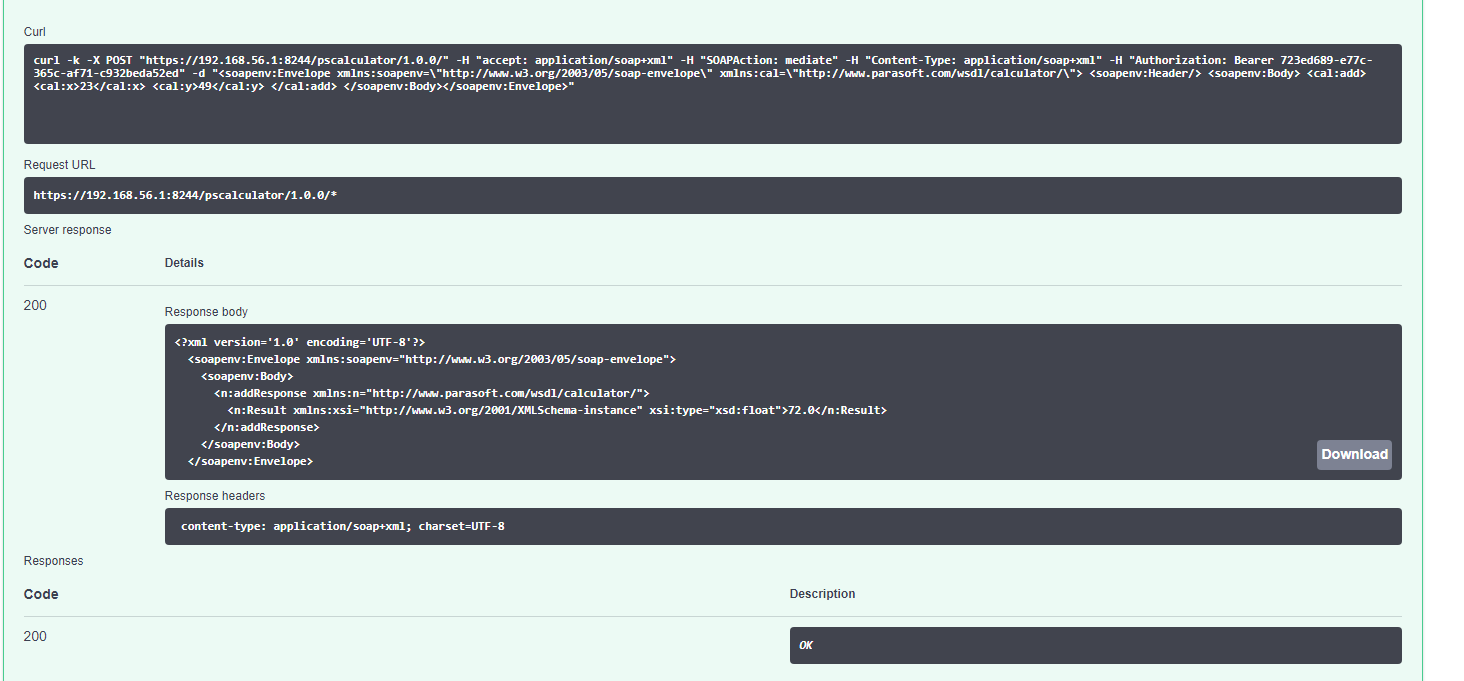 Curl
curl -k -X POST "https://192.168.56.1:8244/pscalculator/1.0.0/" -H "accept: application/soap+xml" -H "SOAPAction: mediate" -H "Content-Type: application/soap+xml" -H "Authorization: Bearer 723ed689-e77c-
365c-af71-c932beda52ed" -d "<soapenv:Envelope xmlns:soapenv=\"http://www.w3.org/2003/05/soap-envelope\" xmlns:cal=\"http://www.parasoft.com/wsdl/calculator/\"> <soapenv:Header/> <soapenv:Body> <cal:add>
<cal:x>23</cal:x> <cal:y>49</cal:y> </cal:add> </soapenv:Body></soapenv:Envelope>"
Request URL
https://192.168.56.1:8244/pscalculator/1.0.0/*
Server response
Code Details
200
Response body
<?xml version='1.0' encoding='UTF-8'?>
<soapenv:Envelope xmlns:soapenv="http://www.w3.org/2003/05/soap-envelope">
<soapenv:Body>
<n:addResponse xmlns:n="http://www.parasoft.com/wsdl/calculator/">
<n:Result xmlns:xsi="http://www.w3.org/2001/XMLSchema-instance" xsi:type="xsd:float">72.0</n:Result>
</n:addResponse>
</soapenv:Body>
</soapenv:Envelope>
Download
Response headers
content-type: application/soap+xml; charset=UTF-8
Responses
Code Description
200 OK